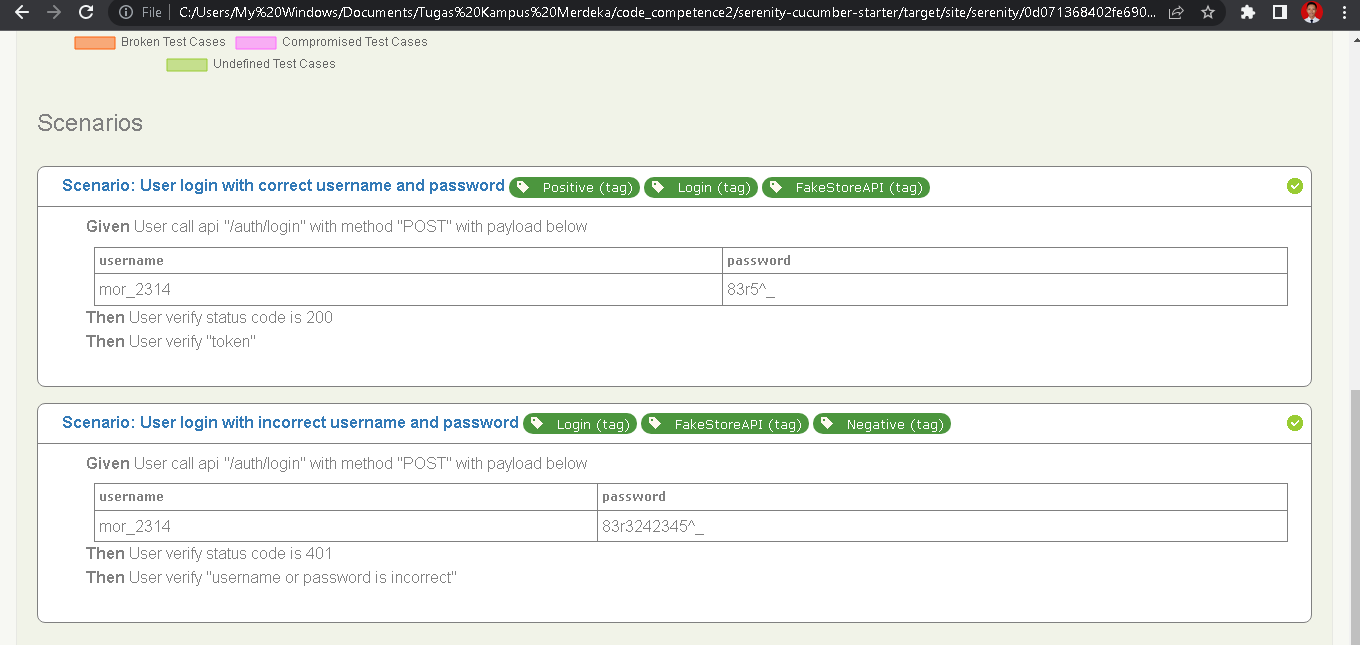 File C:/Users/My%20Windows/Documents/Tugas%20Kampus%20Merdeka/code_competence2/serenity-cucumber-starter/target/site/serenity/0d071368402fe690...
Broken Test Cases Compromised Test Cases
Undefined Test Cases
Scenarios
Scenario: User login with correct username and password Positive (tag) Login (tag) FakeStoreAPI (tag)
Given User call api "/auth/login" with method "POST" with payload below
username password
mor_2314 83r5^_
Then User verify status code is 200
Then User verify "token"
Scenario: User login with incorrect username and password Login (tag) FakeStoreAPI (tag) Negative (tag)
Given User call api "/auth/login" with method "POST" with payload below
username password
mor_2314 83r3242345^_
Then User verify status code is 401
Then User verify "username or password is incorrect"